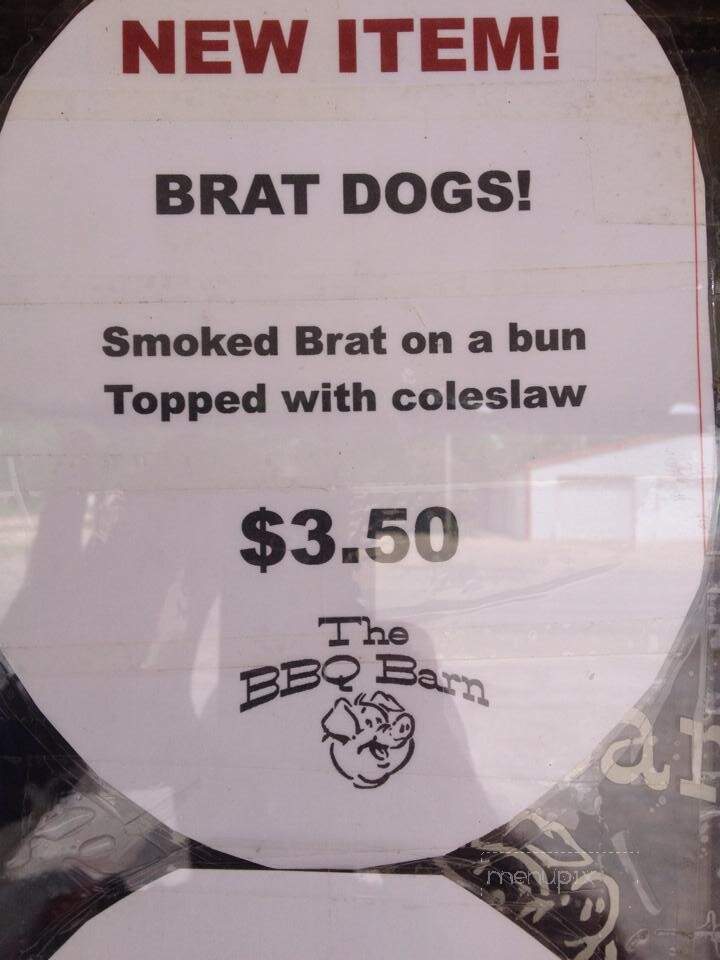 NEW ITEM!
BRAT DOGS!
Smoked Brat on a bun
Topped with coleslaw
$3.50
The
BBQ Barn
menupix